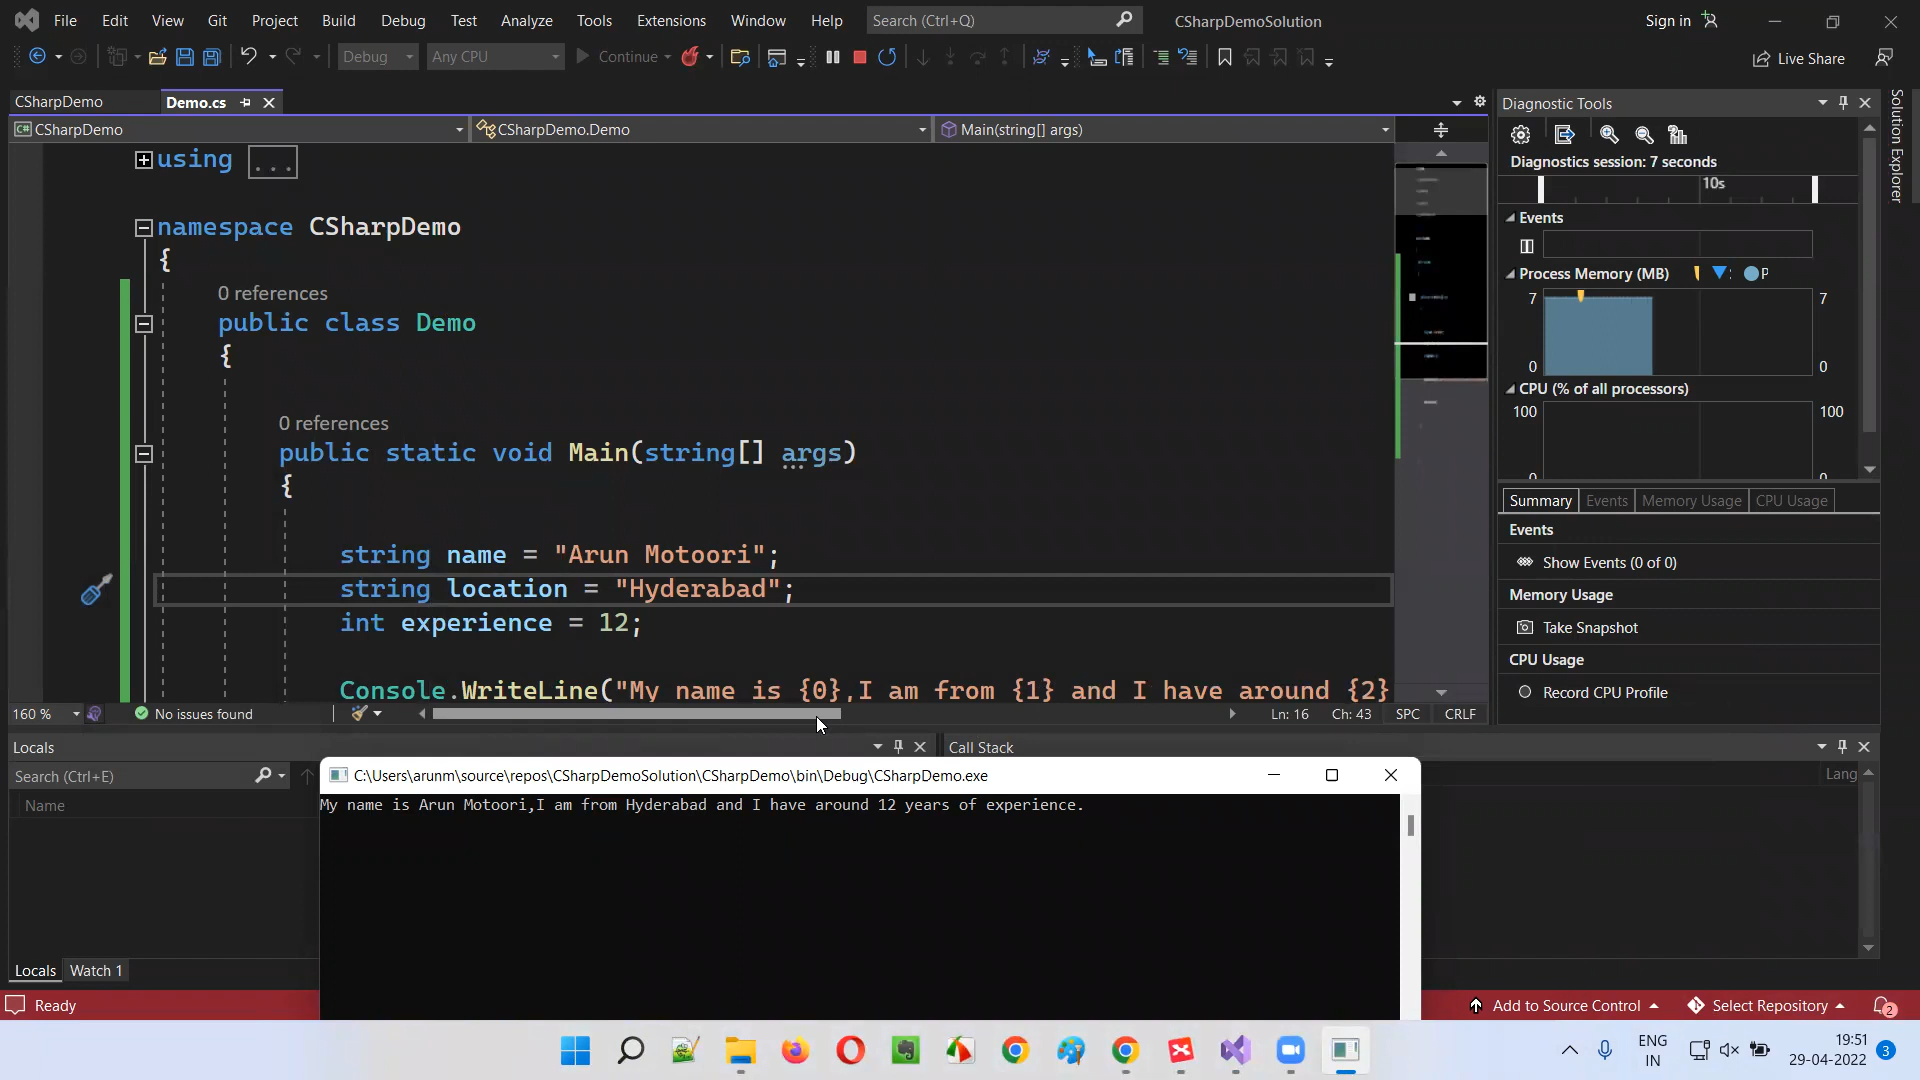 File Edit View Git Project Build Debug Test Analyze Tools Extensions Window Help Search (Ctrl+Q) CSharpDemoSolution Sign in
Debug Any CPU Continue Live Share
CSharpDemo Demo.cs
CSharpDemo CSharpDemo.Demo Main(string[] args)
using ...
namespace CSharpDemo
{
0 references
public class Demo
{
0 references
public static void Main(string[] args)
{
string name = "Arun Motoori";
string location = "Hyderabad";
int experience = 12;
Console.WriteLine("My name is {0},I am from {1} and I have around {2}
160 % No issues found Ln: 16 Ch: 43 SPC CRLF
Diagnostic Tools
Diagnostics session: 7 seconds
10s
Events
Process Memory (MB) P
7 7
0 0
CPU (% of all processors)
100 100
0 0
Summary Events Memory Usage CPU Usage
Events
Show Events (0 of 0)
Memory Usage
Take Snapshot
CPU Usage
Record CPU Profile
Solution Explorer
Locals
Search (Ctrl+E)
Name
Locals Watch 1
Call Stack
Lang
C:\Users\arunm\source\repos\CSharpDemoSolution\CSharpDemo\bin\Debug\CSharpDemo.exe
My name is Arun Motoori,I am from Hyderabad and I have around 12 years of experience.
Ready Add to Source Control Select Repository 2
ENG
IN
19:51
29-04-2022
3